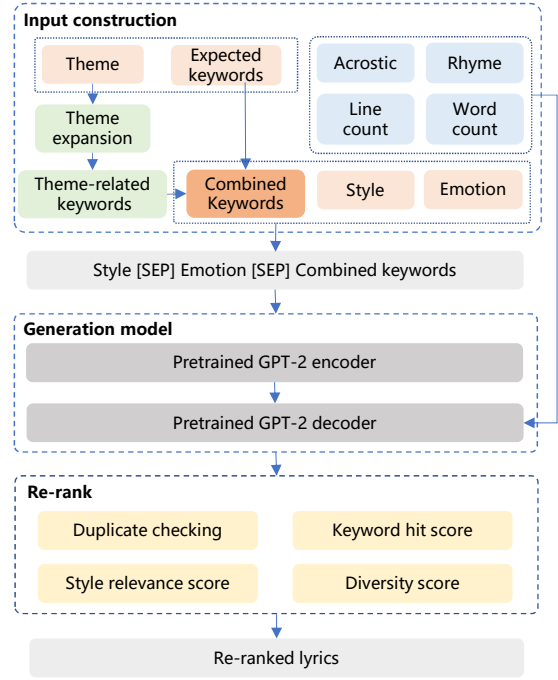 Input construction
Theme
Expected
keywords
Acrostic
Rhyme
Theme
expansion
Line
count
Word
count
Theme-related
keywords
Combined
Keywords
Style
Emotion
Style [SEP] Emotion [SEP] Combined keywords
Generation model
Pretrained GPT-2 encoder
Pretrained GPT-2 decoder
Re-rank
Duplicate checking
Keyword hit score
Style relevance score
Diversity score
Re-ranked lyrics